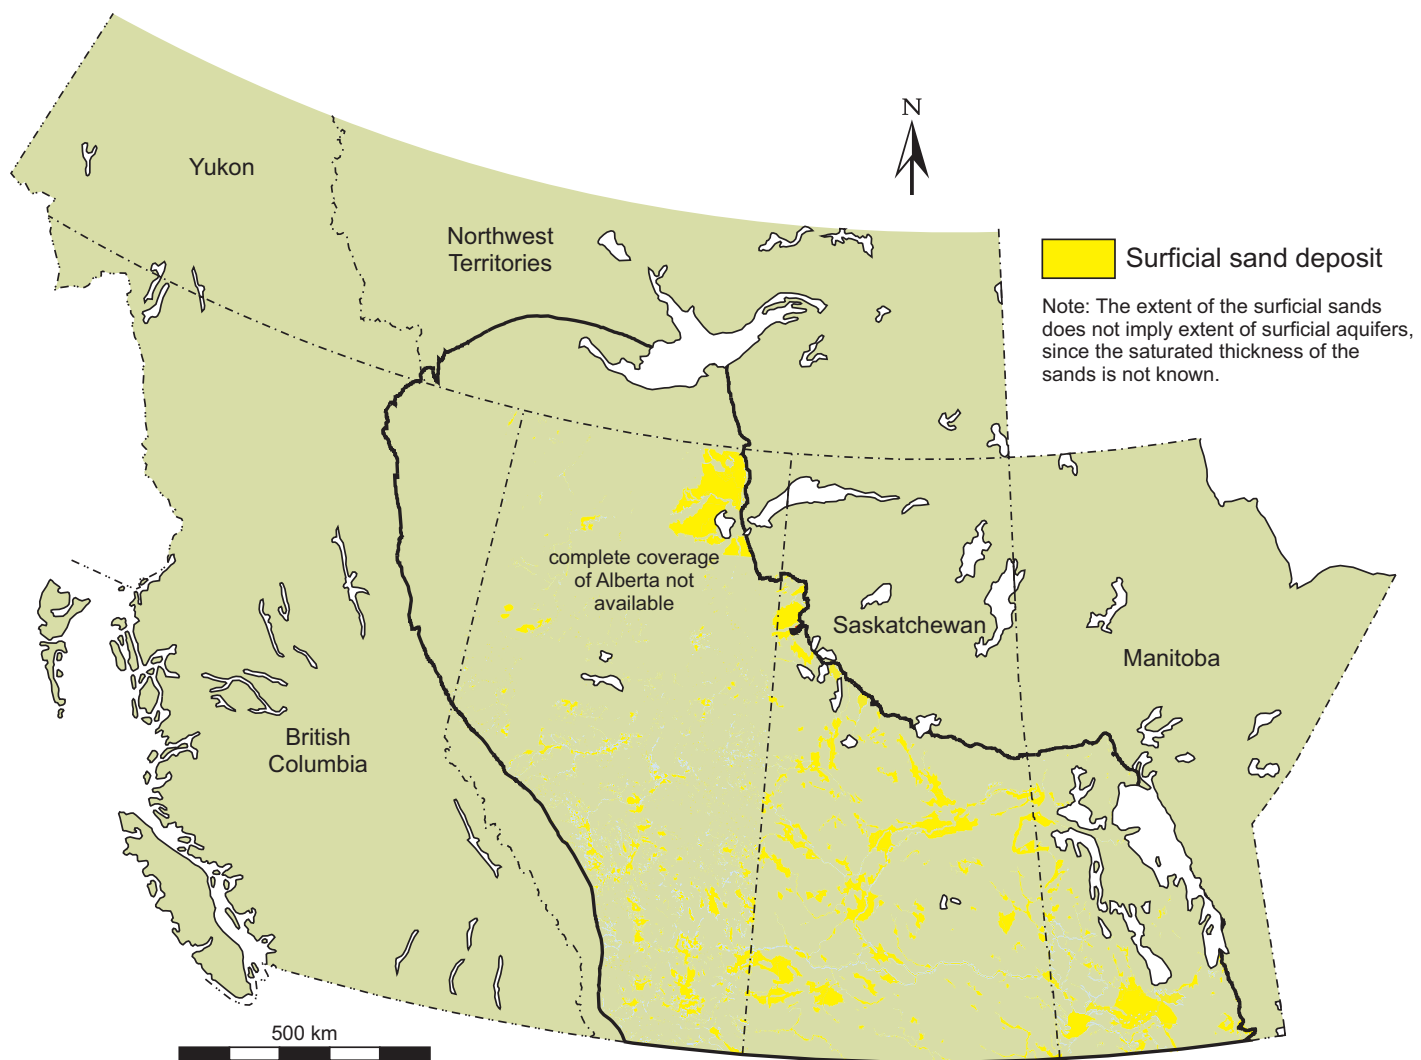 N
Yukon
Northwest
Territories
Surficial sand deposit
Note: The extent of the surficial sands
does not imply extent of surficial aquifers,
since the saturated thickness of the
sands is not known.
complete coverage
of Alberta not
available
Saskatchewan
Manitoba
British
Columbia
500 km